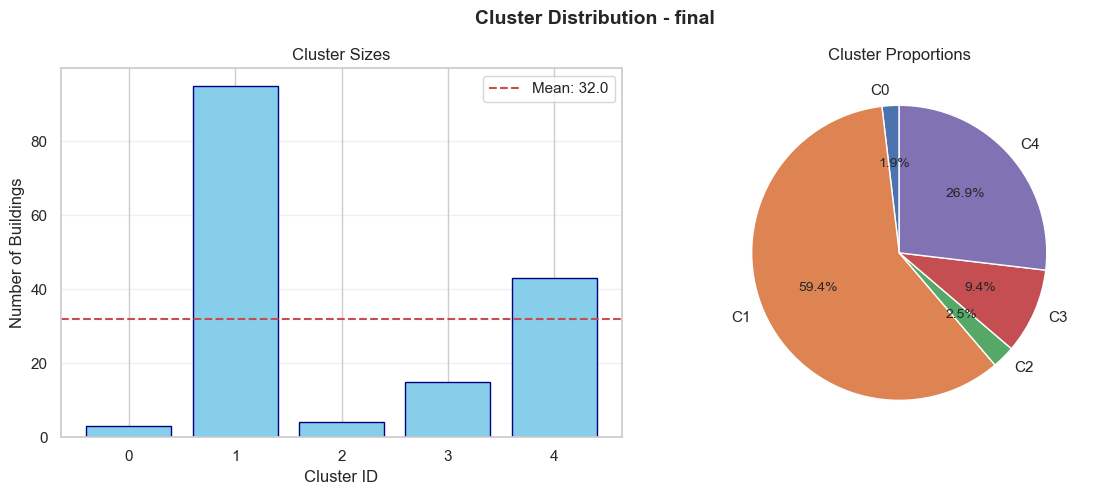 Cluster Distribution - final
Cluster Sizes
Mean: 32.0
Number of Buildings
80
60
40
20
0
0 1 2 3 4
Cluster ID
Cluster Proportions
C0
1.9%
C4
26.9%
59.4%
C1
9.4%
C3
2.5%
C2